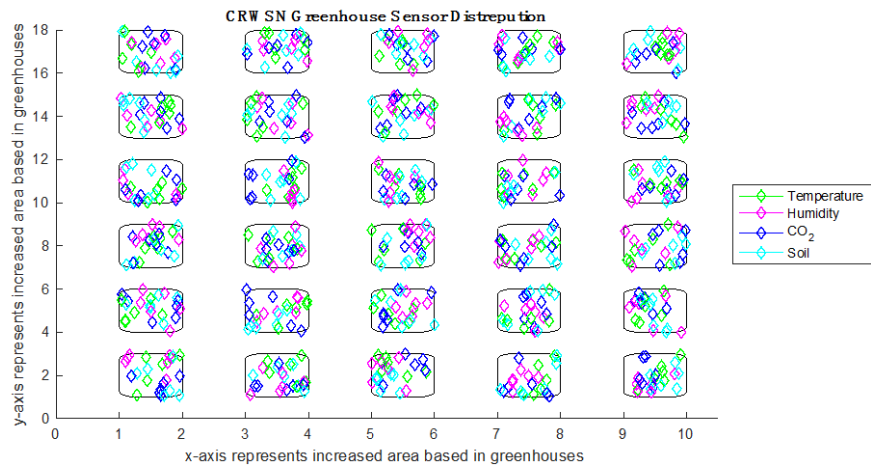 CRWSN Greenhouse Sensor Distrepution
y-axis represents increased area based in greenhouses
18
16
14
12
10
8
6
4
2
0
0 1 2 3 4 5 6 7 8 9 10
x-axis represents increased area based in greenhouses
Temperature
Humidity
CO2
Soil